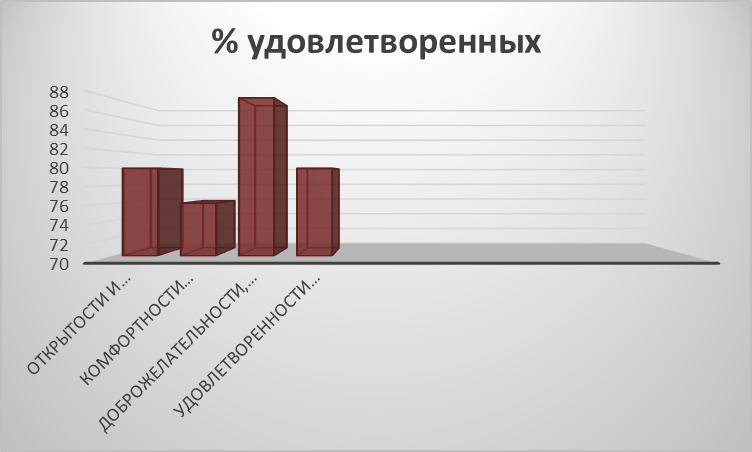 % удовлетворенных
88
86
84
82
80
78
76
74
72
70
ОТКРЫТОСТИ И…
КОМФОРТНОСТИ…
ДОБРОЖЕЛАТЕЛЬНОСТИ,…
УДОВЛЕТВОРЕННОСТИ…